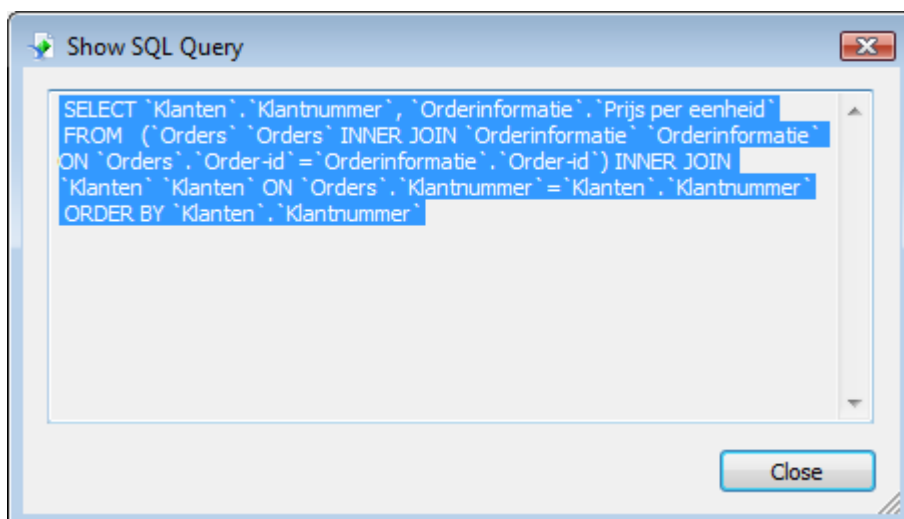 Show SQL Query
SELECT `Klanten`.`Klantnummer`, `Orderinformatie`.`Prijs per eenheid`
FROM   (`Orders` `Orders` INNER JOIN `Orderinformatie` `Orderinformatie`
ON `Orders`.`Order-id`=`Orderinformatie`.`Order-id`) INNER JOIN
`Klanten` `Klanten` ON `Orders`.`Klantnummer`=`Klanten`.`Klantnummer`
ORDER BY `Klanten`.`Klantnummer`
Close